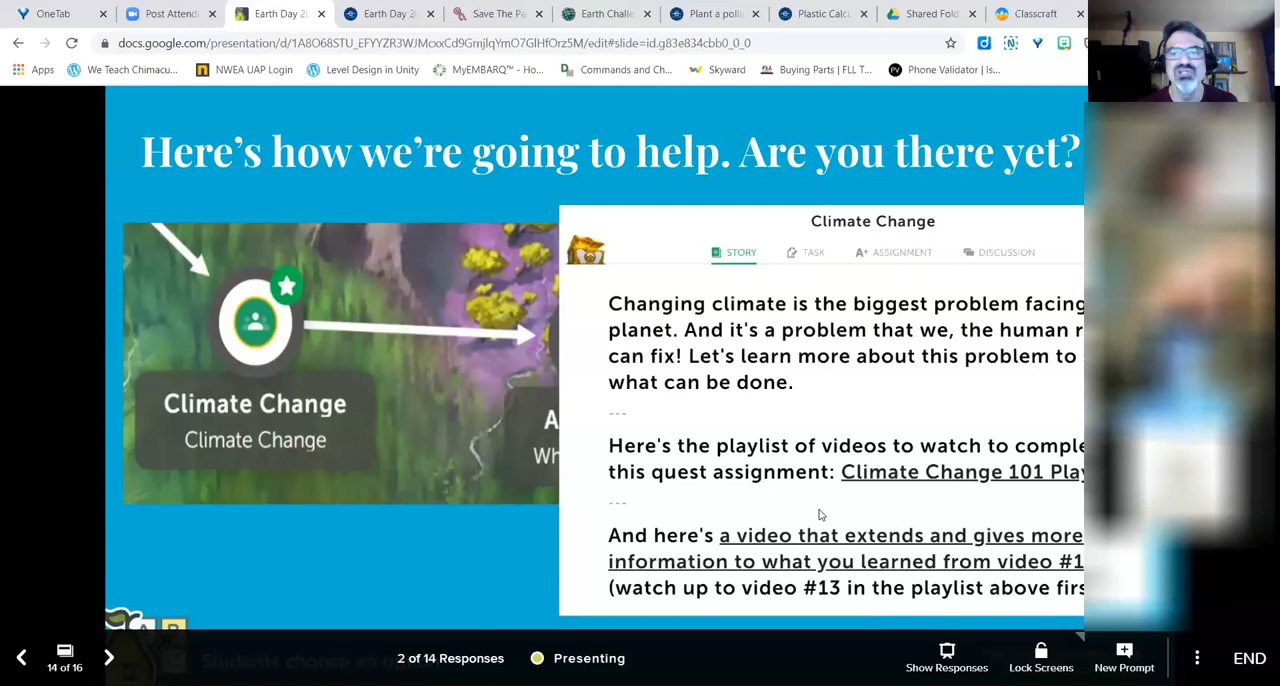 OneTab
Post Attend
Earth Day 20
Earth Day 2
Save The Pa
Earth Challe
Plant a polli
Plastic Calcu
Shared Fold
Classcraft
docs.google.com/presentation/d/1A8O68STU_EFYYZR3WJMcxxCd9GmjlqYmO7GlHfOrz5M/edit#slide=id.g83e834cbb0_0_0
Apps
We Teach Chimacu...
NWEA UAP Login
Level Design in Unity
MyEMBARQ™ - Ho...
Commands and Ch...
Skyward
Buying Parts | FLL T...
Phone Validator | Is...
Here's how we're going to help. Are you there yet?
Climate Change
STORY
TASK
A+ ASSIGNMENT
DISCUSSION
Changing climate is the biggest problem facing
planet. And it's a problem that we, the human r
can fix! Let's learn more about this problem to
what can be done.
---
Here's the playlist of videos to watch to comple
this quest assignment: Climate Change 101 Play
---
And here's a video that extends and gives more
information to what you learned from video #1
(watch up to video #13 in the playlist above firs
Climate Change
Climate Change
A
Wh
A
B
Students choose an
14 of 16
2 of 14 Responses
Presenting
Show Responses
Lock Screens
New Prompt
END